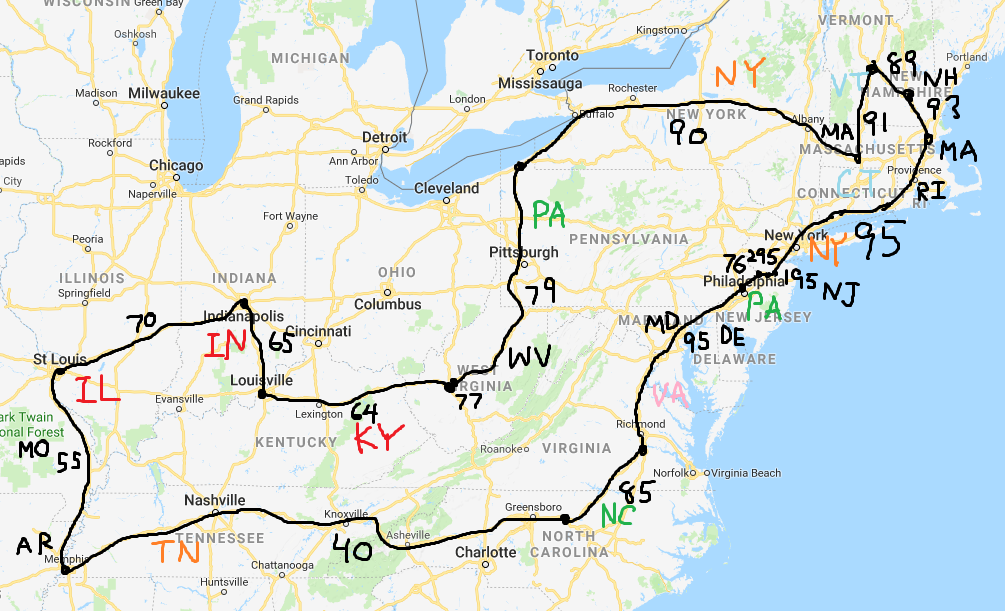 WISCONSIN
Green Bay
Oshkosh
MICHIGAN
Kingston
VERMONT
Portland
Toronto
Mississauga
NY
VT
89
NEW
HAMPSHIRE
NH
Madison
Milwaukee
Grand Rapids
London
Rochester
Buffalo
NEW YORK
90
Albany
MA
91
93
MASSACHUSETTS
MA
Rockford
Detroit
Ann Arbor
apids
City
Chicago
Naperville
Toledo
Cleveland
Providence
CT
CONNECTICUT
RI
RI
Fort Wayne
PA
PENNSYLVANIA
New York
NY
95
Peoria
Pittsburgh
76
295
195
NJ
Philadelphia
PA
ILLINOIS
Springfield
INDIANA
OHIO
Columbus
79
MARYLAND
MD
NEW JERSEY
95
DE
DELAWARE
70
Indianapolis
IN
65
Cincinnati
WV
St Louis
IL
Louisville
WEST
VIRGINIA
77
VA
ark Twain
onal Forest
Evansville
Lexington
64
KY
Richmond
MO
55
KENTUCKY
Roanoke
VIRGINIA
Norfolk
Virginia Beach
Nashville
Knoxville
Greensboro
85
NC
AR
Memphis
TN
TENNESSEE
40
Asheville
Charlotte
NORTH
CAROLINA
Chattanooga
Huntsville